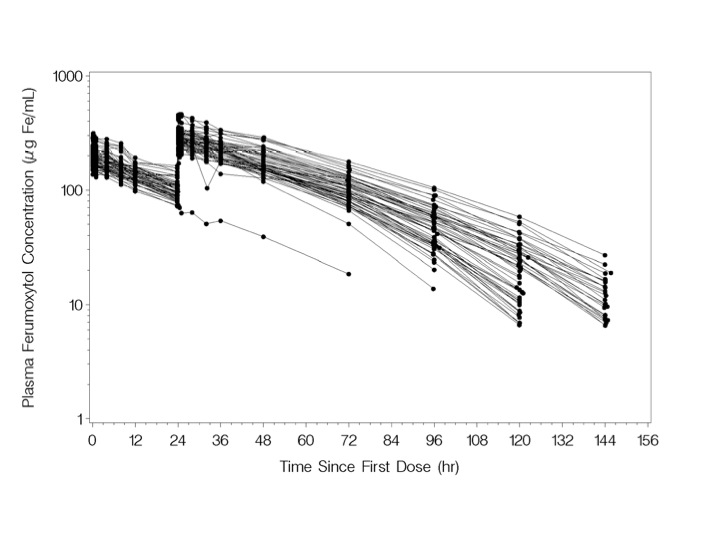 Plasma Ferumoxytol Concentration (μg Fe/mL)
1000
100
10
1
0 12 24 36 48 60 72 84 96 108 120 132 144 156
Time Since First Dose (hr)